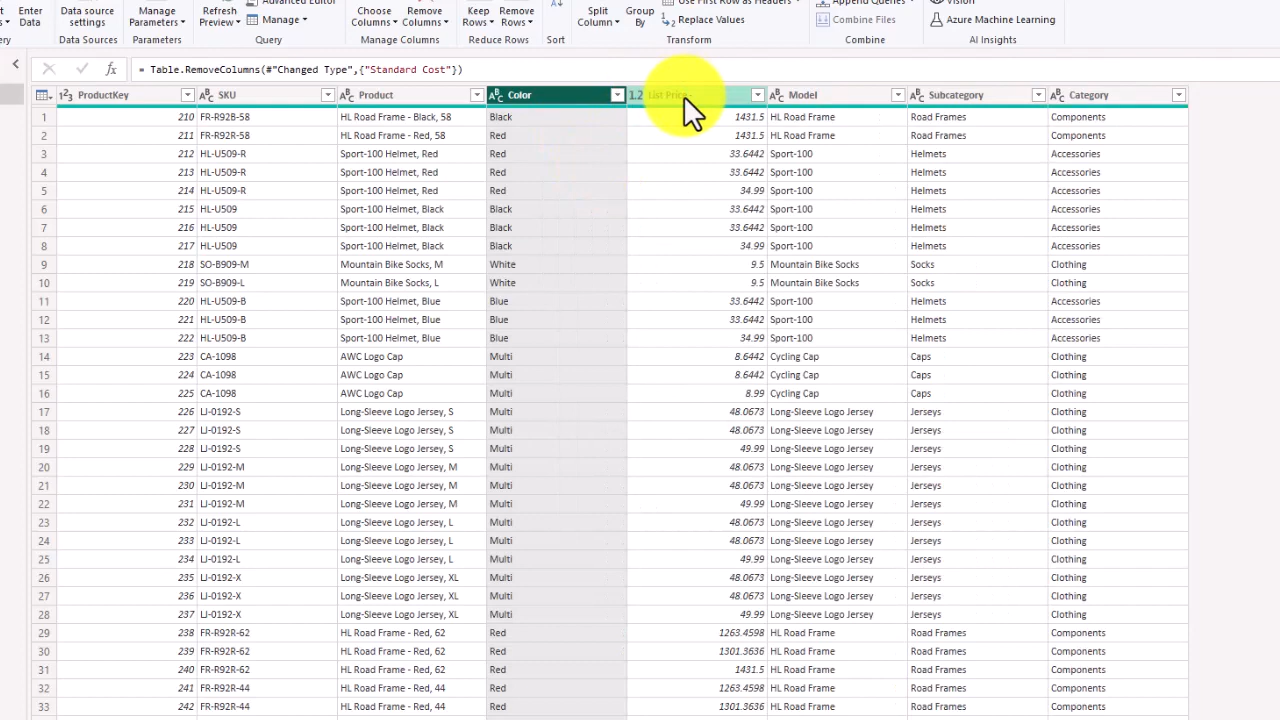 Enter Data
Data source settings
Manage Parameters
Refresh Preview
Advanced Editor
Manage
Choose Columns
Remove Columns
Keep Rows
Remove Rows
Split Column
Group By
Use First Row as Headers
Replace Values
Append Queries
Combine Files
Vision
Azure Machine Learning
Data Sources
Parameters
Query
Manage Columns
Reduce Rows
Sort
Transform
Combine
AI Insights
fx = Table.RemoveColumns(#"Changed Type",{"Standard Cost"})
1²3 ProductKey ABC SKU ABC Product ABC Color 1.2 List Price ABC Model ABC Subcategory ABC Category
1 210 FR-R92B-58 HL Road Frame - Black, 58 Black 1431.5 HL Road Frame Road Frames Components
2 211 FR-R92R-58 HL Road Frame - Red, 58 Red 1431.5 HL Road Frame Road Frames Components
3 212 HL-U509-R Sport-100 Helmet, Red Red 33.6442 Sport-100 Helmets Accessories
4 213 HL-U509-R Sport-100 Helmet, Red Red 33.6442 Sport-100 Helmets Accessories
5 214 HL-U509-R Sport-100 Helmet, Red Red 34.99 Sport-100 Helmets Accessories
6 215 HL-U509 Sport-100 Helmet, Black Black 33.6442 Sport-100 Helmets Accessories
7 216 HL-U509 Sport-100 Helmet, Black Black 33.6442 Sport-100 Helmets Accessories
8 217 HL-U509 Sport-100 Helmet, Black Black 34.99 Sport-100 Helmets Accessories
9 218 SO-B909-M Mountain Bike Socks, M White 9.5 Mountain Bike Socks Socks Clothing
10 219 SO-B909-L Mountain Bike Socks, L White 9.5 Mountain Bike Socks Socks Clothing
11 220 HL-U509-B Sport-100 Helmet, Blue Blue 33.6442 Sport-100 Helmets Accessories
12 221 HL-U509-B Sport-100 Helmet, Blue Blue 33.6442 Sport-100 Helmets Accessories
13 222 HL-U509-B Sport-100 Helmet, Blue Blue 34.99 Sport-100 Helmets Accessories
14 223 CA-1098 AWC Logo Cap Multi 8.6442 Cycling Cap Caps Clothing
15 224 CA-1098 AWC Logo Cap Multi 8.6442 Cycling Cap Caps Clothing
16 225 CA-1098 AWC Logo Cap Multi 8.99 Cycling Cap Caps Clothing
17 226 LJ-0192-S Long-Sleeve Logo Jersey, S Multi 48.0673 Long-Sleeve Logo Jersey Jerseys Clothing
18 227 LJ-0192-S Long-Sleeve Logo Jersey, S Multi 48.0673 Long-Sleeve Logo Jersey Jerseys Clothing
19 228 LJ-0192-S Long-Sleeve Logo Jersey, S Multi 49.99 Long-Sleeve Logo Jersey Jerseys Clothing
20 229 LJ-0192-M Long-Sleeve Logo Jersey, M Multi 48.0673 Long-Sleeve Logo Jersey Jerseys Clothing
21 230 LJ-0192-M Long-Sleeve Logo Jersey, M Multi 48.0673 Long-Sleeve Logo Jersey Jerseys Clothing
22 231 LJ-0192-M Long-Sleeve Logo Jersey, M Multi 49.99 Long-Sleeve Logo Jersey Jerseys Clothing
23 232 LJ-0192-L Long-Sleeve Logo Jersey, L Multi 48.0673 Long-Sleeve Logo Jersey Jerseys Clothing
24 233 LJ-0192-L Long-Sleeve Logo Jersey, L Multi 48.0673 Long-Sleeve Logo Jersey Jerseys Clothing
25 234 LJ-0192-L Long-Sleeve Logo Jersey, L Multi 49.99 Long-Sleeve Logo Jersey Jerseys Clothing
26 235 LJ-0192-X Long-Sleeve Logo Jersey, XL Multi 48.0673 Long-Sleeve Logo Jersey Jerseys Clothing
27 236 LJ-0192-X Long-Sleeve Logo Jersey, XL Multi 48.0673 Long-Sleeve Logo Jersey Jerseys Clothing
28 237 LJ-0192-X Long-Sleeve Logo Jersey, XL Multi 49.99 Long-Sleeve Logo Jersey Jerseys Clothing
29 238 FR-R92R-62 HL Road Frame - Red, 62 Red 1263.4598 HL Road Frame Road Frames Components
30 239 FR-R92R-62 HL Road Frame - Red, 62 Red 1301.3636 HL Road Frame Road Frames Components
31 240 FR-R92R-62 HL Road Frame - Red, 62 Red 1431.5 HL Road Frame Road Frames Components
32 241 FR-R92R-44 HL Road Frame - Red, 44 Red 1263.4598 HL Road Frame Road Frames Components
33 242 FR-R92R-44 HL Road Frame - Red, 44 Red 1301.3636 HL Road Frame Road Frames Components